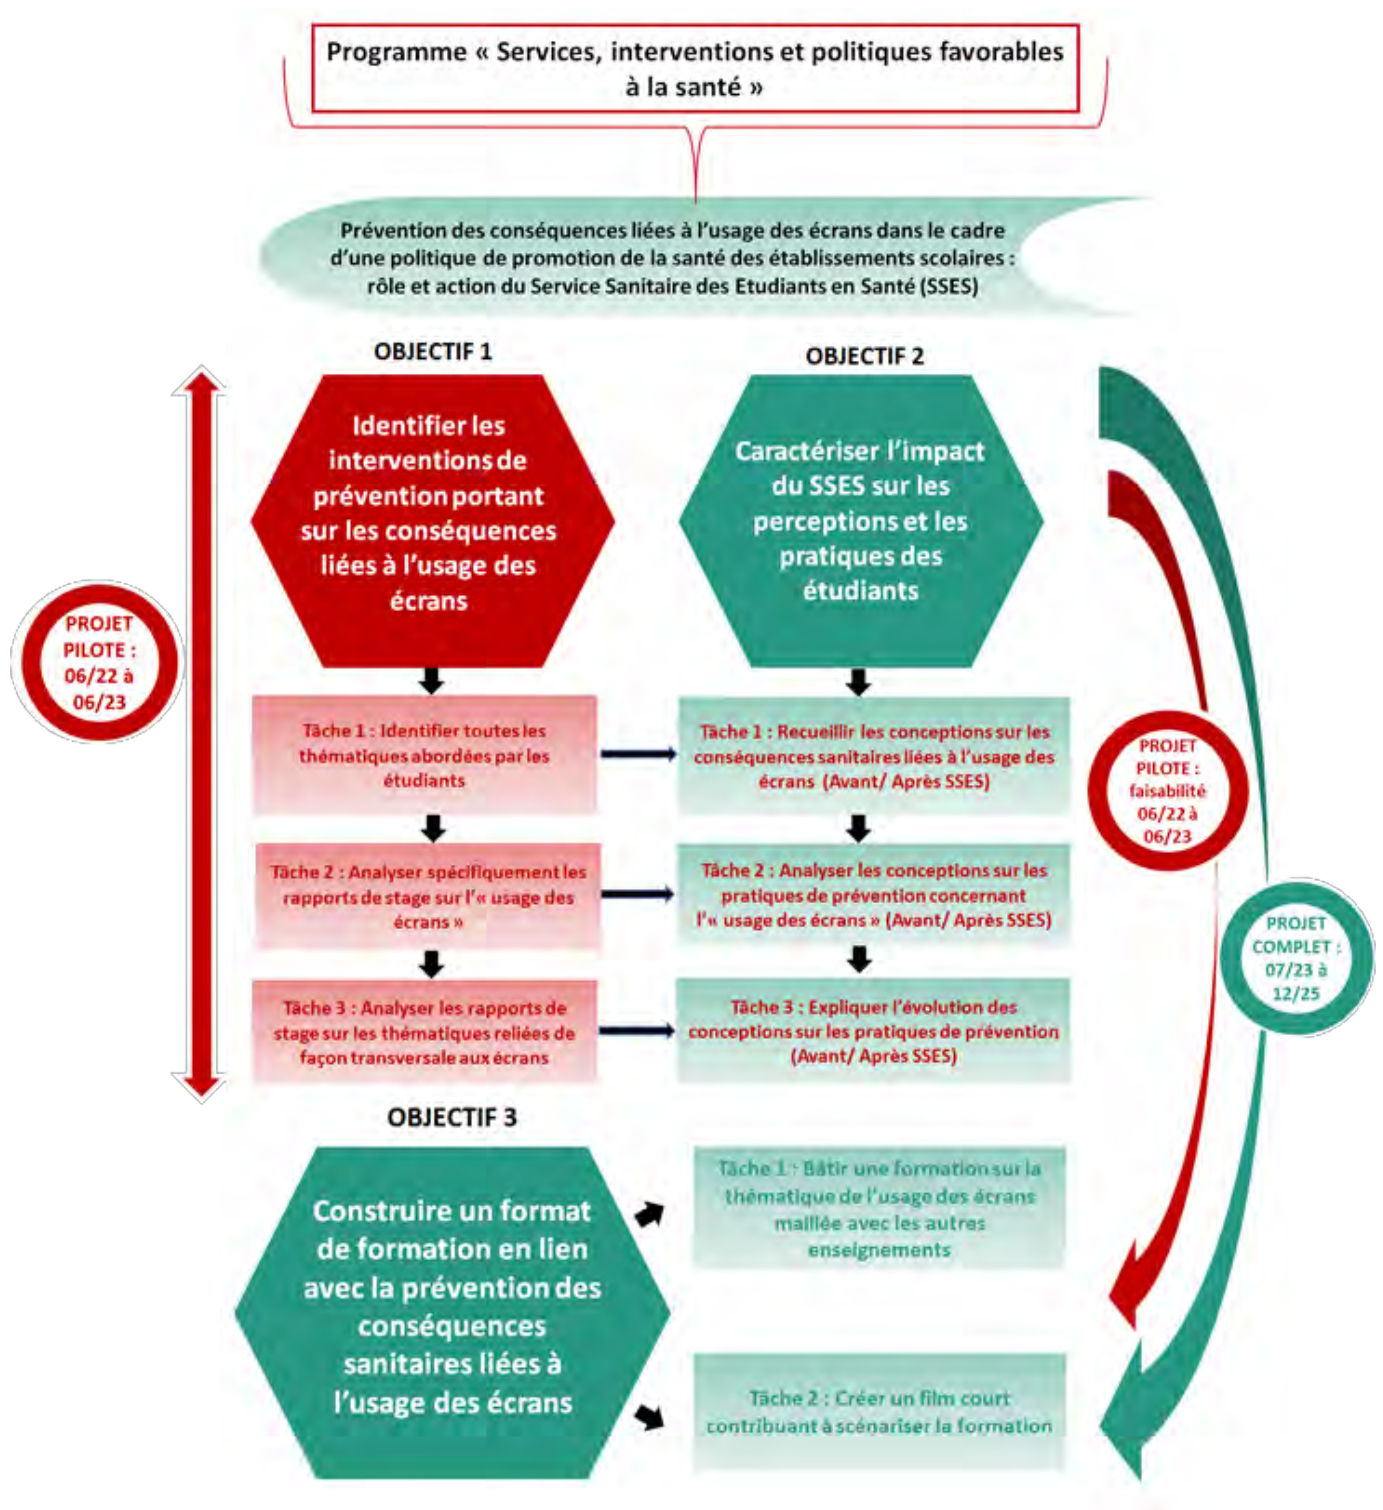 Programme « Services, interventions et politiques favorables
à la santé »
Prévention des conséquences liées à l’usage des écrans dans le cadre
d’une politique de promotion de la santé des établissements scolaires :
rôle et action du Service Sanitaire des Etudiants en Santé (SSES)
OBJECTIF 1
Identifier les
interventions de
prévention portant
sur les conséquences
liées à l’usage des
écrans
OBJECTIF 2
Caractériser l’impact
du SSES sur les
perceptions et les
pratiques des
étudiants
PROJET
PILOTE :
06/22 à
06/23
Tâche 1 : Identifier toutes les
thématiques abordées par les
étudiants
Tâche 1 : Recueillir les conceptions sur les
conséquences sanitaires liées à l’usage des
écrans (Avant/ Après SSES)
PROJET
PILOTE :
faisabilité
06/22 à
06/23
Tâche 2 : Analyser spécifiquement les
rapports de stage sur l’« usage des
écrans »
Tâche 2 : Analyser les conceptions sur les
pratiques de prévention concernant
l’« usage des écrans » (Avant/ Après SSES)
PROJET
COMPLET :
07/23 à
12/25
Tâche 3 : Analyser les rapports de
stage sur les thématiques reliées de
façon transversale aux écrans
Tâche 3 : Expliquer l’évolution des
conceptions sur les pratiques de prévention
(Avant/ Après SSES)
OBJECTIF 3
Construire un format
de formation en lien
avec la prévention des
conséquences
sanitaires liées à
l’usage des écrans
Tâche 1 : Bâtir une formation sur la
thématique de l’usage des écrans
maillée avec les autres
enseignements
Tâche 2 : Créer un film court
contribuant à scénariser la formation